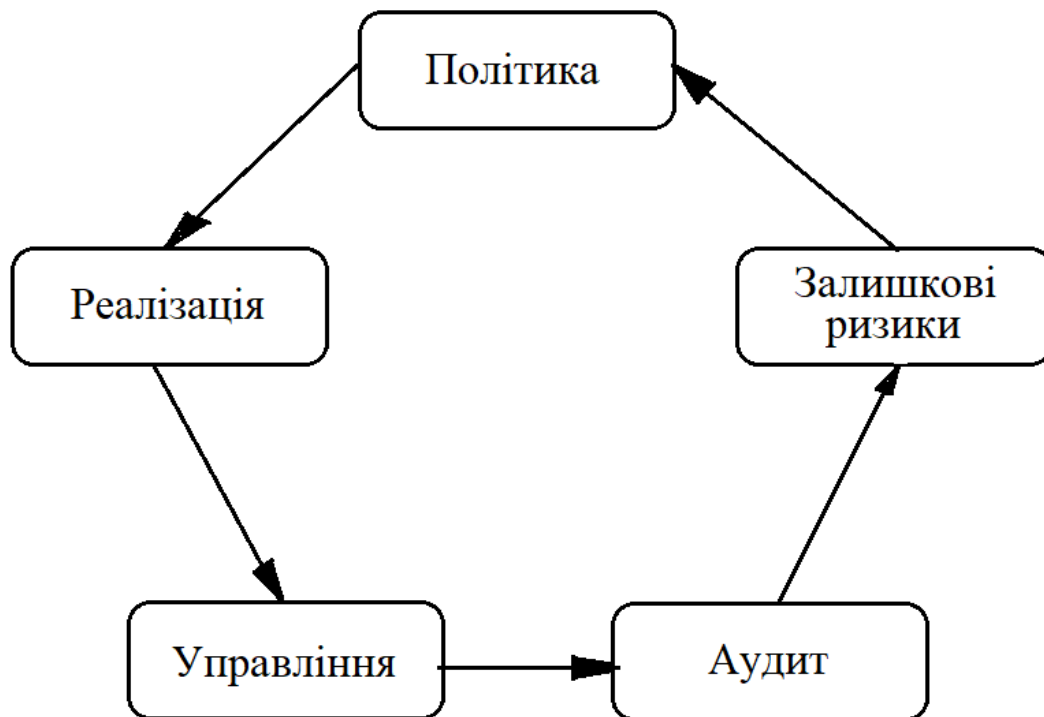 Політика
Реалізація
Залишкові
ризики
Управління
Аудит